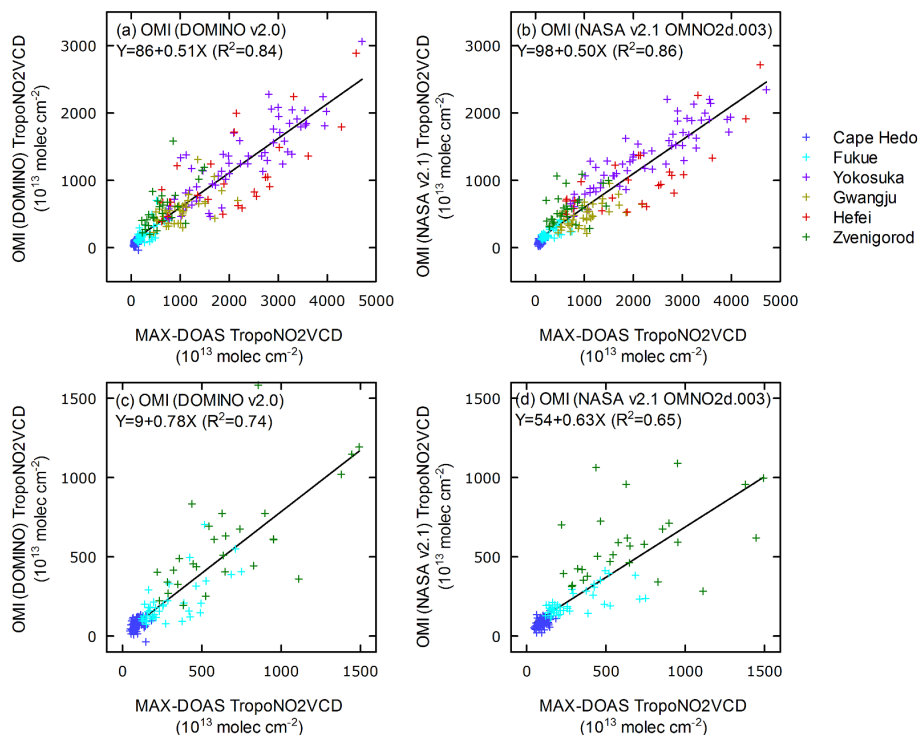 (a) OMI (DOMINO v2.0)
Y=86+0.51X (R²=0.84)
OMI (DOMINO) TropoNO2VCD
(10¹³ molec cm⁻²)
3000
2000
1000
0
0 1000 2000 3000 4000 5000
MAX-DOAS TropoNO2VCD
(10¹³ molec cm⁻²)
(b) OMI (NASA v2.1 OMNO2d.003)
Y=98+0.50X (R²=0.86)
OMI (NASA v2.1) TropoNO2VCD
(10¹³ molec cm⁻²)
3000
2000
1000
0
0 1000 2000 3000 4000 5000
MAX-DOAS TropoNO2VCD
(10¹³ molec cm⁻²)
Cape Hedo
Fukue
Yokosuka
Gwangju
Hefei
Zvenigorod
(c) OMI (DOMINO v2.0)
Y=9+0.78X (R²=0.74)
OMI (DOMINO) TropoNO2VCD
(10¹³ molec cm⁻²)
1500
1000
500
0
0 500 1000 1500
MAX-DOAS TropoNO2VCD
(10¹³ molec cm⁻²)
(d) OMI (NASA v2.1 OMNO2d.003)
Y=54+0.63X (R²=0.65)
OMI (NASA v2.1) TropoNO2VCD
(10¹³ molec cm⁻²)
1500
1000
500
0
0 500 1000 1500
MAX-DOAS TropoNO2VCD
(10¹³ molec cm⁻²)